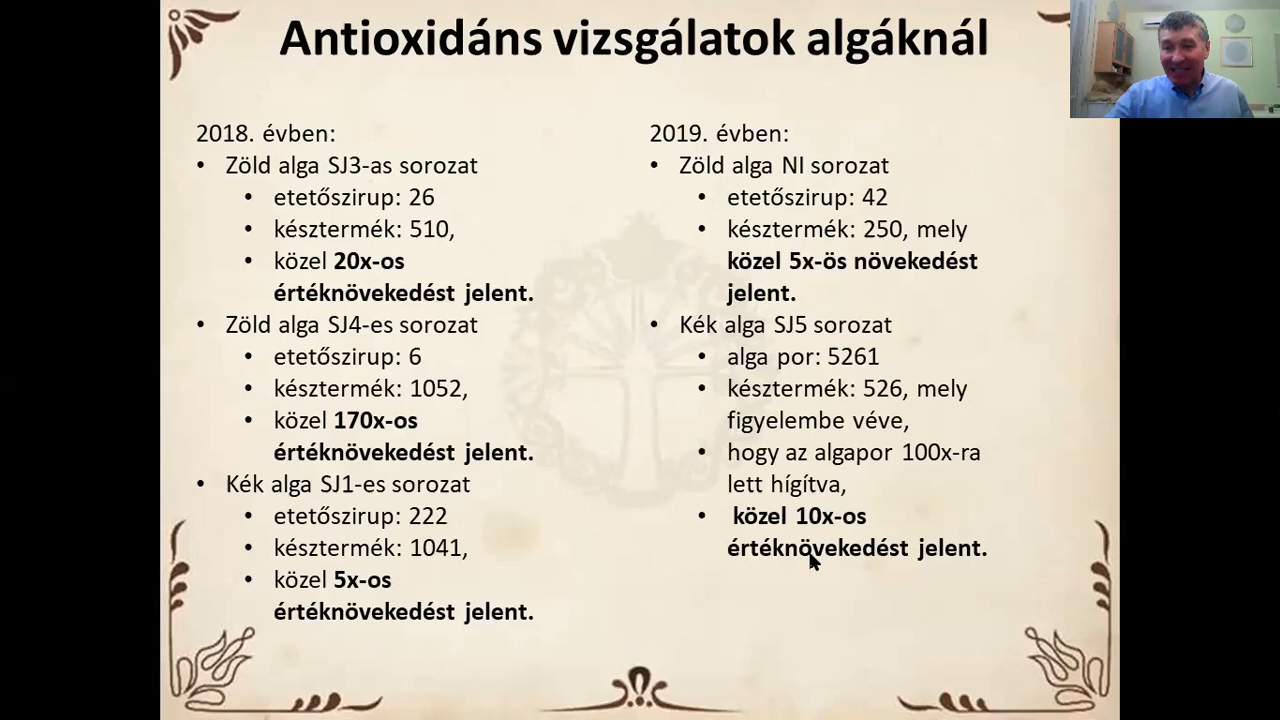 Antioxidáns vizsgálatok algáknál
2018. évben:
• Zöld alga SJ3-as sorozat
• etetőszirup: 26
• késztermék: 510,
• közel 20x-os
értéknövekedést jelent.
• Zöld alga SJ4-es sorozat
• etetőszirup: 6
• késztermék: 1052,
• közel 170x-os
értéknövekedést jelent.
• Kék alga SJ1-es sorozat
• etetőszirup: 222
• késztermék: 1041,
• közel 5x-os
értéknövekedést jelent.
2019. évben:
• Zöld alga NI sorozat
• etetőszirup: 42
• késztermék: 250, mely
közel 5x-ös növekedést
jelent.
• Kék alga SJ5 sorozat
• alga por: 5261
• késztermék: 526, mely
figyelembe véve,
• hogy az algapor 100x-ra
lett hígítva,
• közel 10x-os
értéknövekedést jelent.